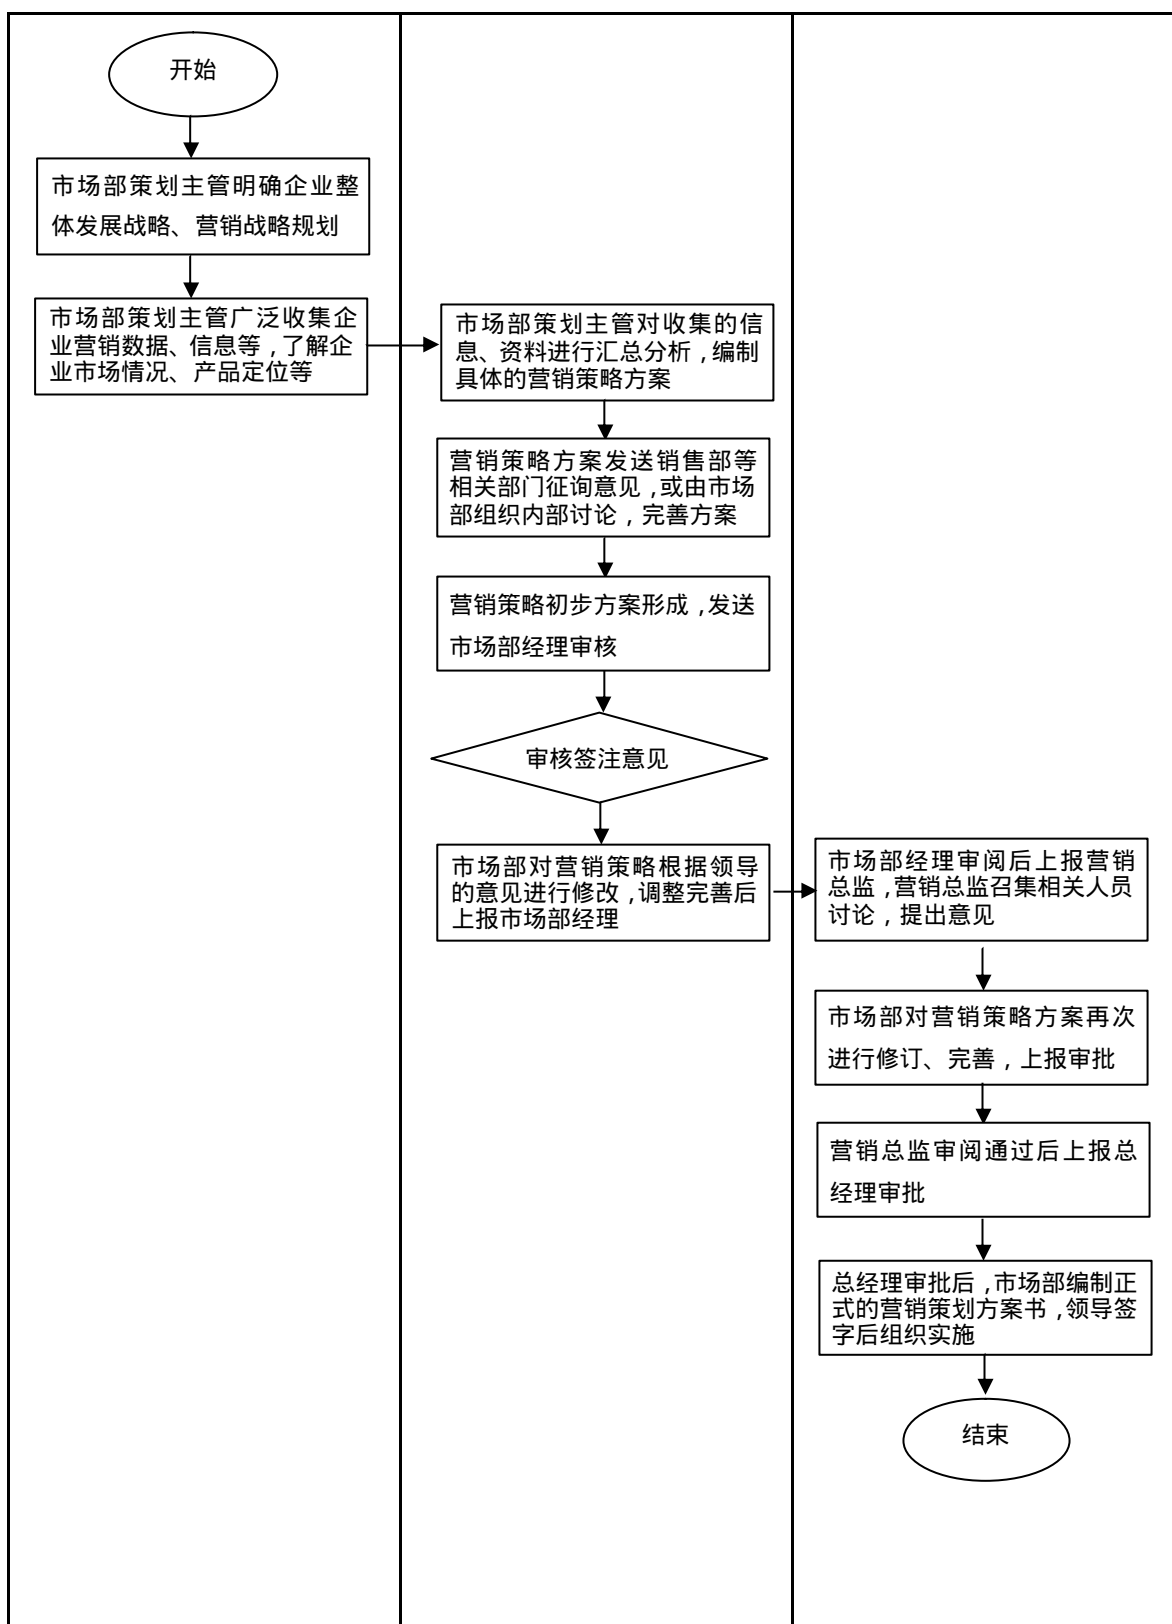 开始
市场部策划主管明确企业整
体发展战略、营销战略规划
市场部策划主管广泛收集企
业营销数据、信息等，了解企
业市场情况、产品定位等
市场部策划主管对收集的信
息、资料进行汇总分析，编制
具体的营销策略方案
营销策略方案发送销售部等
相关部门征询意见，或由市场
部组织内部讨论，完善方案
营销策略初步方案形成，发送
市场部经理审核
审核签注意见
市场部对营销策略根据领导
的意见进行修改，调整完善后
上报市场部经理
市场部经理审阅后上报营销
总监，营销总监召集相关人员
讨论，提出意见
市场部对营销策略方案再次
进行修订、完善，上报审批
营销总监审阅通过后上报总
经理审批
总经理审批后，市场部编制正
式的营销策划方案书，领导签
字后组织实施
结束